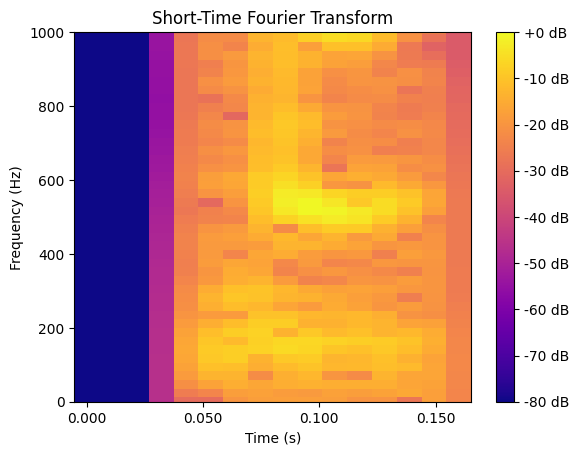 Short-Time Fourier Transform
1000
800
600
400
200
0
Frequency (Hz)
0.000
0.050
0.100
0.150
Time (s)
+0 dB
-10 dB
-20 dB
-30 dB
-40 dB
-50 dB
-60 dB
-70 dB
-80 dB